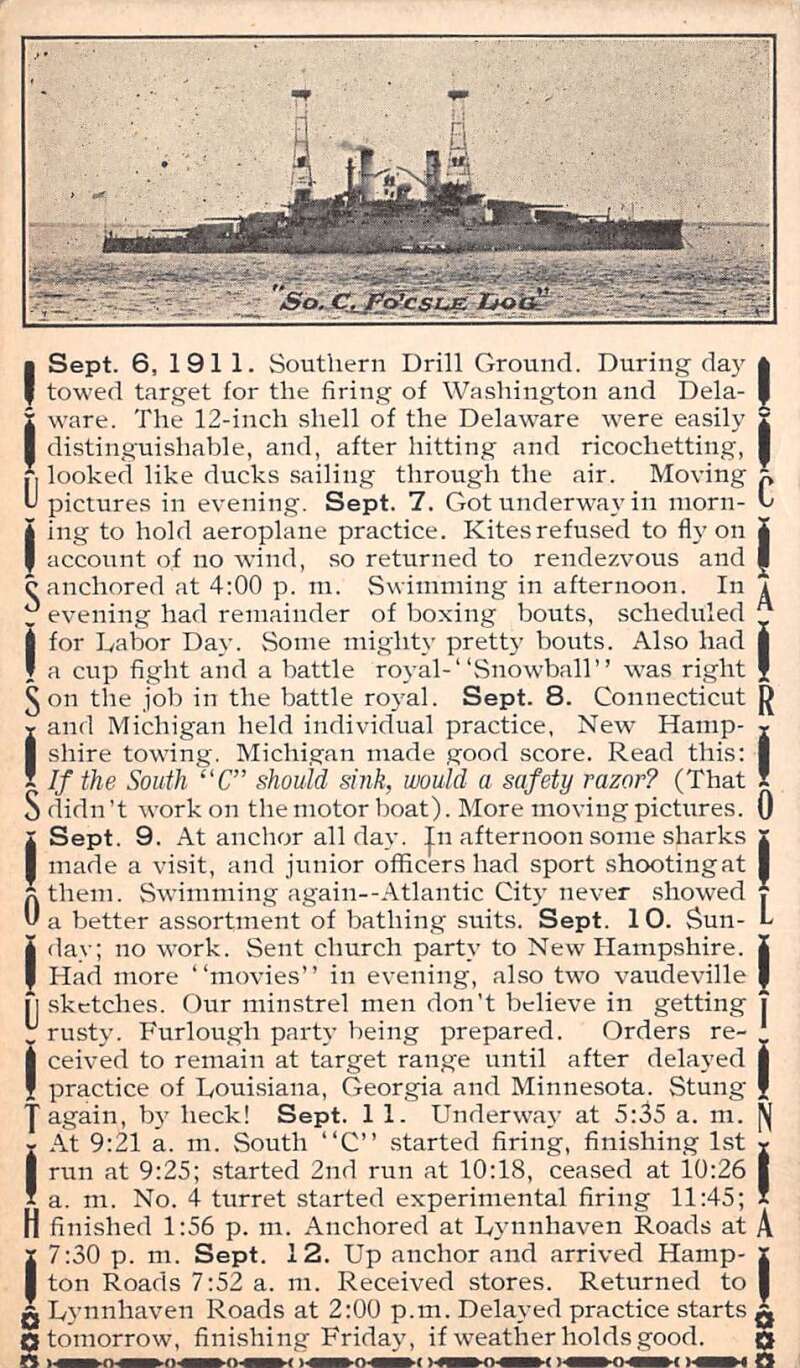 "So. C. Fo'csle Log"
Sept. 6, 1911. Southern Drill Ground. During day
towed target for the firing of Washington and Dela-
ware. The 12-inch shell of the Delaware were easily
distinguishable, and, after hitting and ricochetting,
looked like ducks sailing through the air. Moving
pictures in evening. Sept. 7. Got underway in morn-
ing to hold aeroplane practice. Kites refused to fly on
account of no wind, so returned to rendezvous and
anchored at 4:00 p. m. Swimming in afternoon. In
evening had remainder of boxing bouts, scheduled
for Labor Day. Some mighty pretty bouts. Also had
a cup fight and a battle royal-"Snowball" was right
on the job in the battle royal. Sept. 8. Connecticut
and Michigan held individual practice, New Hamp-
shire towing. Michigan made good score. Read this:
If the South "C" should sink, would a safety razor? (That
didn't work on the motor boat). More moving pictures.
Sept. 9. At anchor all day. In afternoon some sharks
made a visit, and junior officers had sport shooting at
them. Swimming again--Atlantic City never showed
a better assortment of bathing suits. Sept. 10. Sun-
day; no work. Sent church party to New Hampshire.
Had more "movies" in evening, also two vaudeville
sketches. Our minstrel men don't believe in getting
rusty. Furlough party being prepared. Orders re-
ceived to remain at target range until after delayed
practice of Louisiana, Georgia and Minnesota. Stung
again, by heck! Sept. 11. Underway at 5:35 a. m.
At 9:21 a. m. South "C" started firing, finishing 1st
run at 9:25; started 2nd run at 10:18, ceased at 10:26
a. m. No. 4 turret started experimental firing 11:45;
finished 1:56 p. m. Anchored at Lynnhaven Roads at
7:30 p. m. Sept. 12. Up anchor and arrived Hamp-
ton Roads 7:52 a. m. Received stores. Returned to
Lynnhaven Roads at 2:00 p.m. Delayed practice starts
tomorrow, finishing Friday, if weather holds good.
U S S SOUTH
CAROLINA